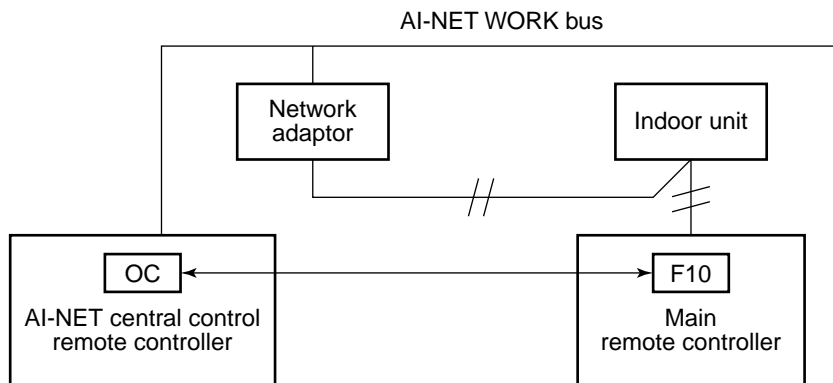 AI-NET WORK bus
Network
adaptor
Indoor unit
OC
F10
AI-NET central control
remote controller
Main
remote controller